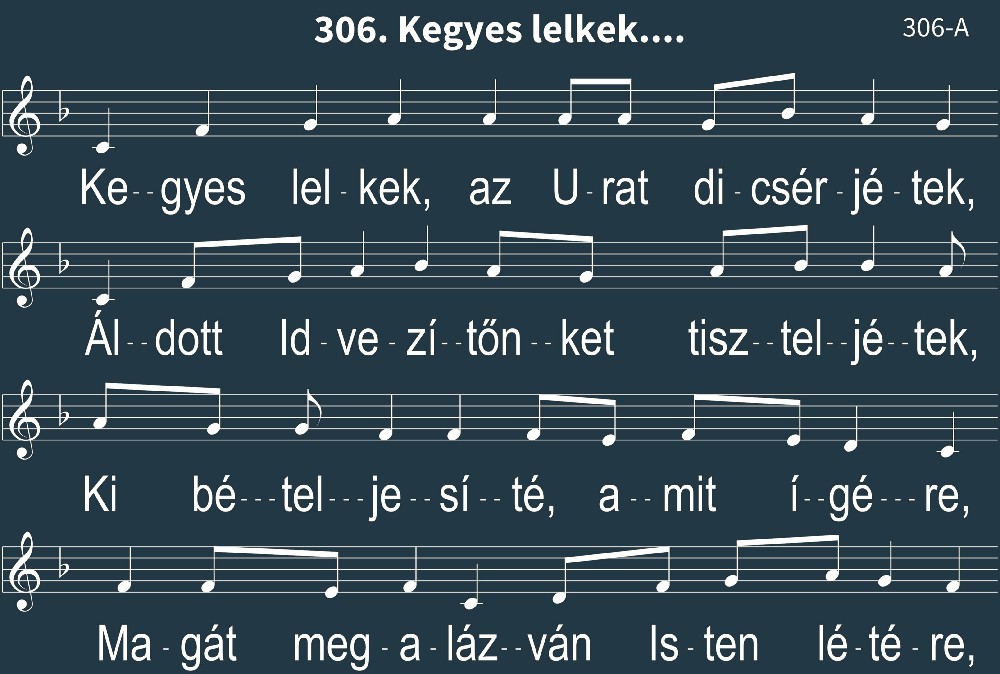 306. Kegyes lelkek....
306-A
Ke--gyes lel-kek, az U-rat di-csér-jé-tek,
Ál--dott Id-ve-zí--tőn--ket tisz--tel--jé--tek,
Ki bé---tel---je--sí--té, a--mit í--gé---re,
Ma-gát meg-a-láz--ván Is-ten lé-té-re,